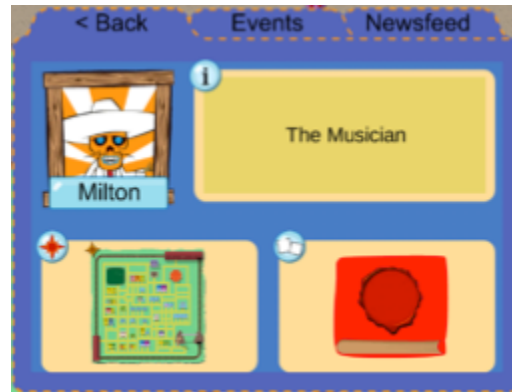 < Back
Events
Newsfeed
i
The Musician
Milton